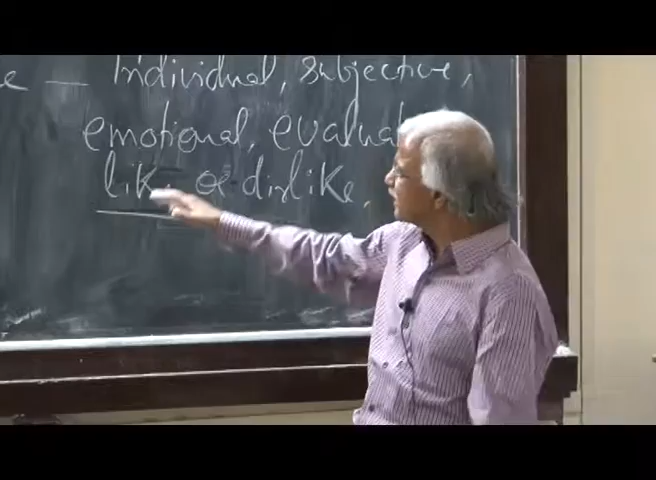 — Individual, subjective,
emotional, evalua
like or dislike.